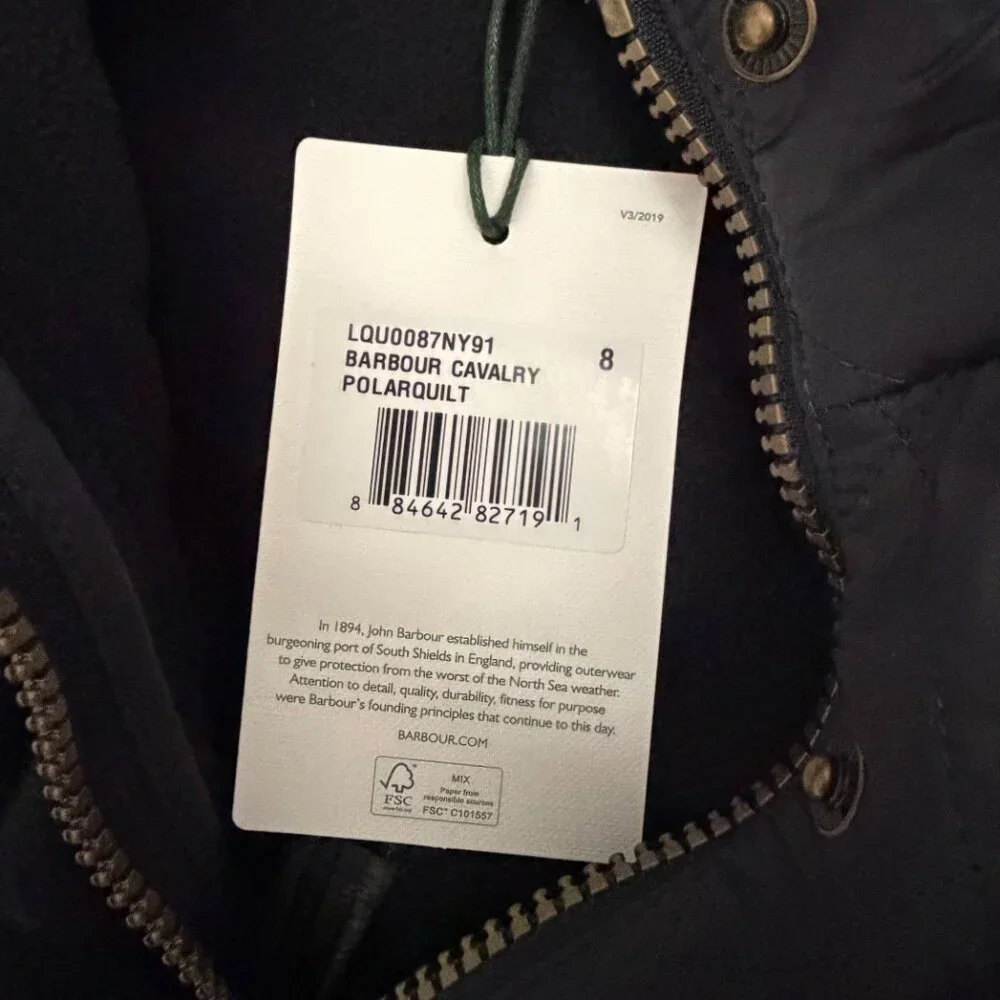 V3/2019
LQU0087NY91
8
BARBOUR CAVALRY
POLARQUILT
8 84642 82719 1
In 1894, John Barbour established himself in the
burgeoning port of South Shields in England, providing outerwear
to give protection from the worst of the North Sea weather.
Attention to detail, quality, durability, fitness for purpose
were Barbour's founding principles that continue to this day.
BARBOUR.COM
FSC
www.fsc.org
MIX
Paper from
responsible sources
FSC™ C101557